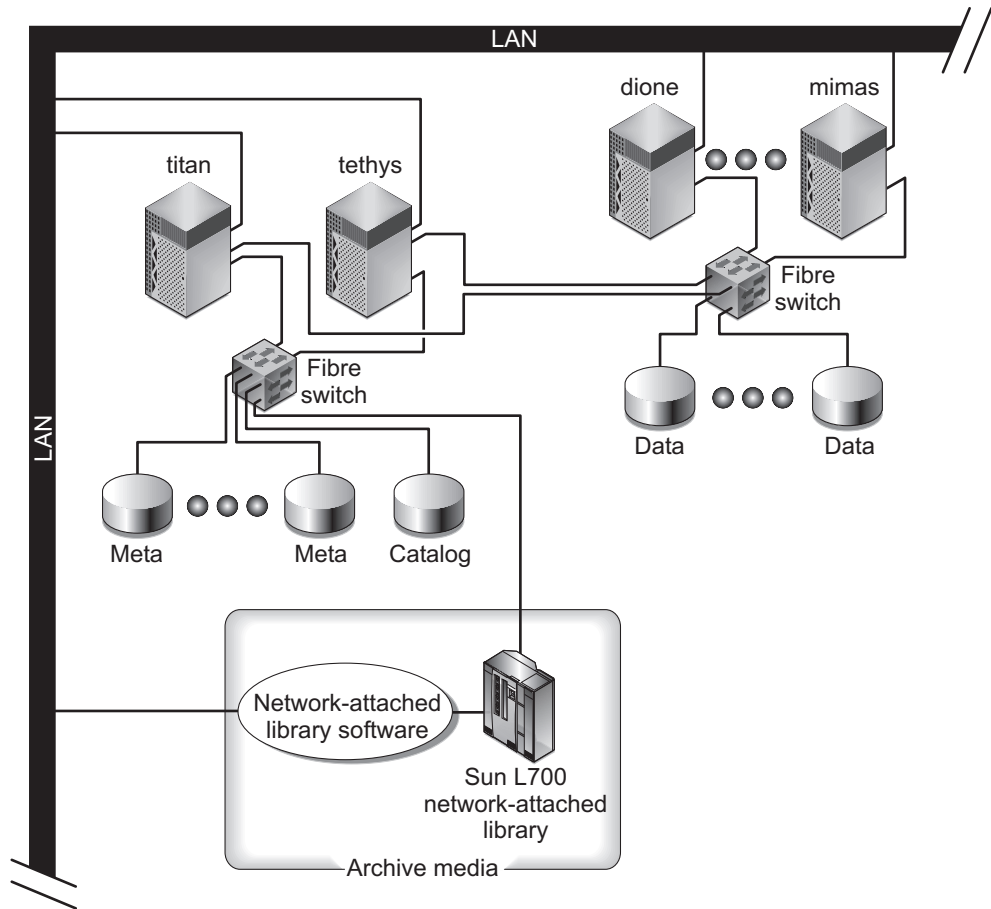 LAN
dione
mimas
titan
tethys
Fibre
switch
Fibre
switch
Data
Data
LAN
Meta
Meta
Catalog
Network-attached
library software
Sun L700
network-attached
library
Archive media